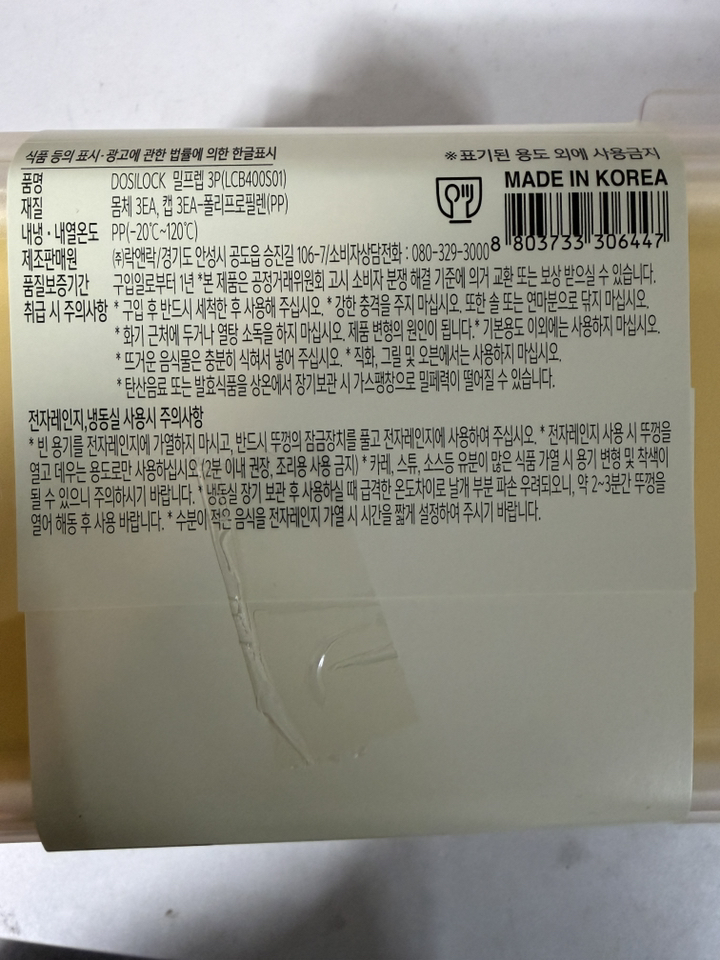 식품 등의 표시·광고에 관한 법률에 의한 한글표시
※표기된 용도 외에 사용금지
품명 DOSILOCK 밀프렙 3P(LCB400S01)
재질 몸체 3EA, 캡 3EA-폴리프로필렌(PP)
내냉·내열온도 PP(-20℃~120℃)
MADE IN KOREA
8 803733 306447
제조판매원 ㈜락앤락/경기도 안성시 공도읍 승진길 106-7/소비자상담전화 : 080-329-3000
품질보증기간 구입일로부터 1년 *본 제품은 공정거래위원회 고시 소비자 분쟁 해결 기준에 의거 교환 또는 보상 받으실 수 있습니다.
취급 시 주의사항 * 구입 후 반드시 세척한 후 사용해 주십시오. * 강한 충격을 주지 마십시오. 또한 솔 또는 연마분으로 닦지 마십시오.
* 화기 근처에 두거나 열탕 소독을 하지 마십시오. 제품 변형의 원인이 됩니다.* 기본용도 이외에는 사용하지 마십시오.
* 뜨거운 음식물은 충분히 식혀서 넣어 주십시오. * 직화, 그릴 및 오븐에서는 사용하지 마십시오.
* 탄산음료 또는 발효식품을 상온에서 장기보관 시 가스팽창으로 밀폐력이 떨어질 수 있습니다.
전자레인지,냉동실 사용시 주의사항
* 빈 용기를 전자레인지에 가열하지 마시고, 반드시 뚜껑의 잠금장치를 풀고 전자레인지에 사용하여 주십시오. * 전자레인지 사용 시 뚜껑을
열고 데우는 용도로만 사용하십시오.(2분 이내 권장, 조리용 사용 금지) * 카레, 스튜, 소스등 유분이 많은 식품 가열 시 용기 변형 및 착색이
될 수 있으니 주의하시기 바랍니다. * 냉동실 장기 보관 후 사용하실 때 급격한 온도차이로 날개 부분 파손 우려되오니, 약 2~3분간 뚜껑을
열어 해동 후 사용 바랍니다. * 수분이 적은 음식을 전자레인지 가열 시 시간을 짧게 설정하여 주시기 바랍니다.